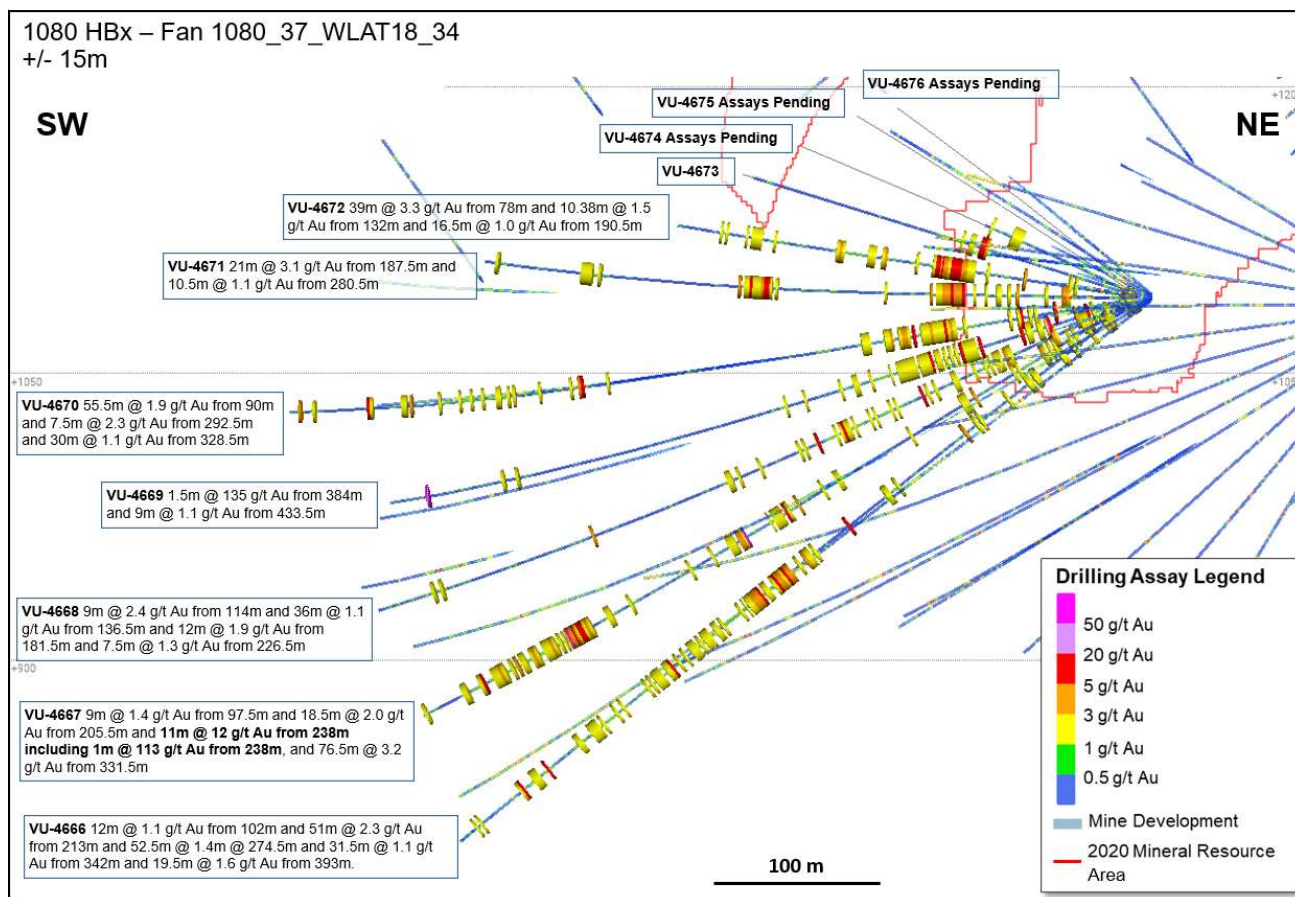 1080 HBx – Fan 1080_37_WLAT18_34
+/- 15m
SW
NE
VU-4676 Assays Pending
VU-4675 Assays Pending
VU-4674 Assays Pending
VU-4673
VU-4672 39m @ 3.3 g/t Au from 78m and 10.38m @ 1.5
g/t Au from 132m and 16.5m @ 1.0 g/t Au from 190.5m
VU-4671 21m @ 3.1 g/t Au from 187.5m and
10.5m @ 1.1 g/t Au from 280.5m
+1050
VU-4670 55.5m @ 1.9 g/t Au from 90m
and 7.5m @ 2.3 g/t Au from 292.5m
and 30m @ 1.1 g/t Au from 328.5m
VU-4669 1.5m @ 135 g/t Au from 384m
and 9m @ 1.1 g/t Au from 433.5m
VU-4668 9m @ 2.4 g/t Au from 114m and 36m @ 1.1
g/t Au from 136.5m and 12m @ 1.9 g/t Au from
181.5m and 7.5m @ 1.3 g/t Au from 226.5m
+900
VU-4667 9m @ 1.4 g/t Au from 97.5m and 18.5m @ 2.0 g/t
Au from 205.5m and 11m @ 12 g/t Au from 238m
including 1m @ 113 g/t Au from 238m, and 76.5m @ 3.2
g/t Au from 331.5m
VU-4666 12m @ 1.1 g/t Au from 102m and 51m @ 2.3 g/t Au
from 213m and 52.5m @ 1.4m @ 274.5m and 31.5m @ 1.1 g/t
Au from 342m and 19.5m @ 1.6 g/t Au from 393m.
100 m
Drilling Assay Legend
50 g/t Au
20 g/t Au
5 g/t Au
3 g/t Au
1 g/t Au
0.5 g/t Au
Mine Development
2020 Mineral Resource
Area